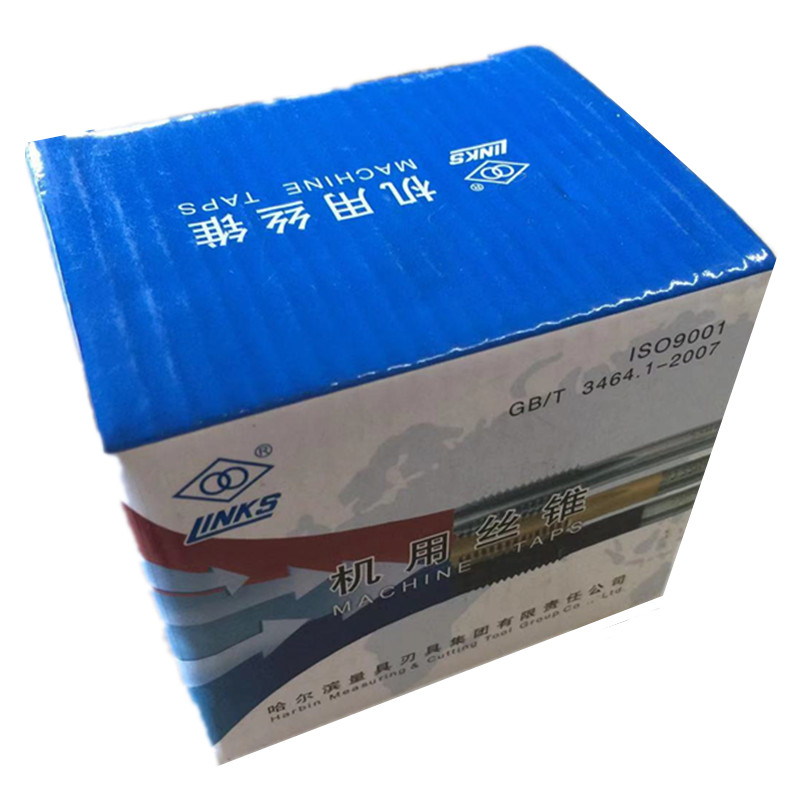 LINKS ®
机用丝锥
MACHINE TAPS
ISO9001
GB/T 3464.1-2007
®
LINKS
机用丝锥
MACHINE TAPS
哈尔滨量具刃具集团有限责任公司
Harbin Measuring & Cutting Tool Group Co., Ltd.